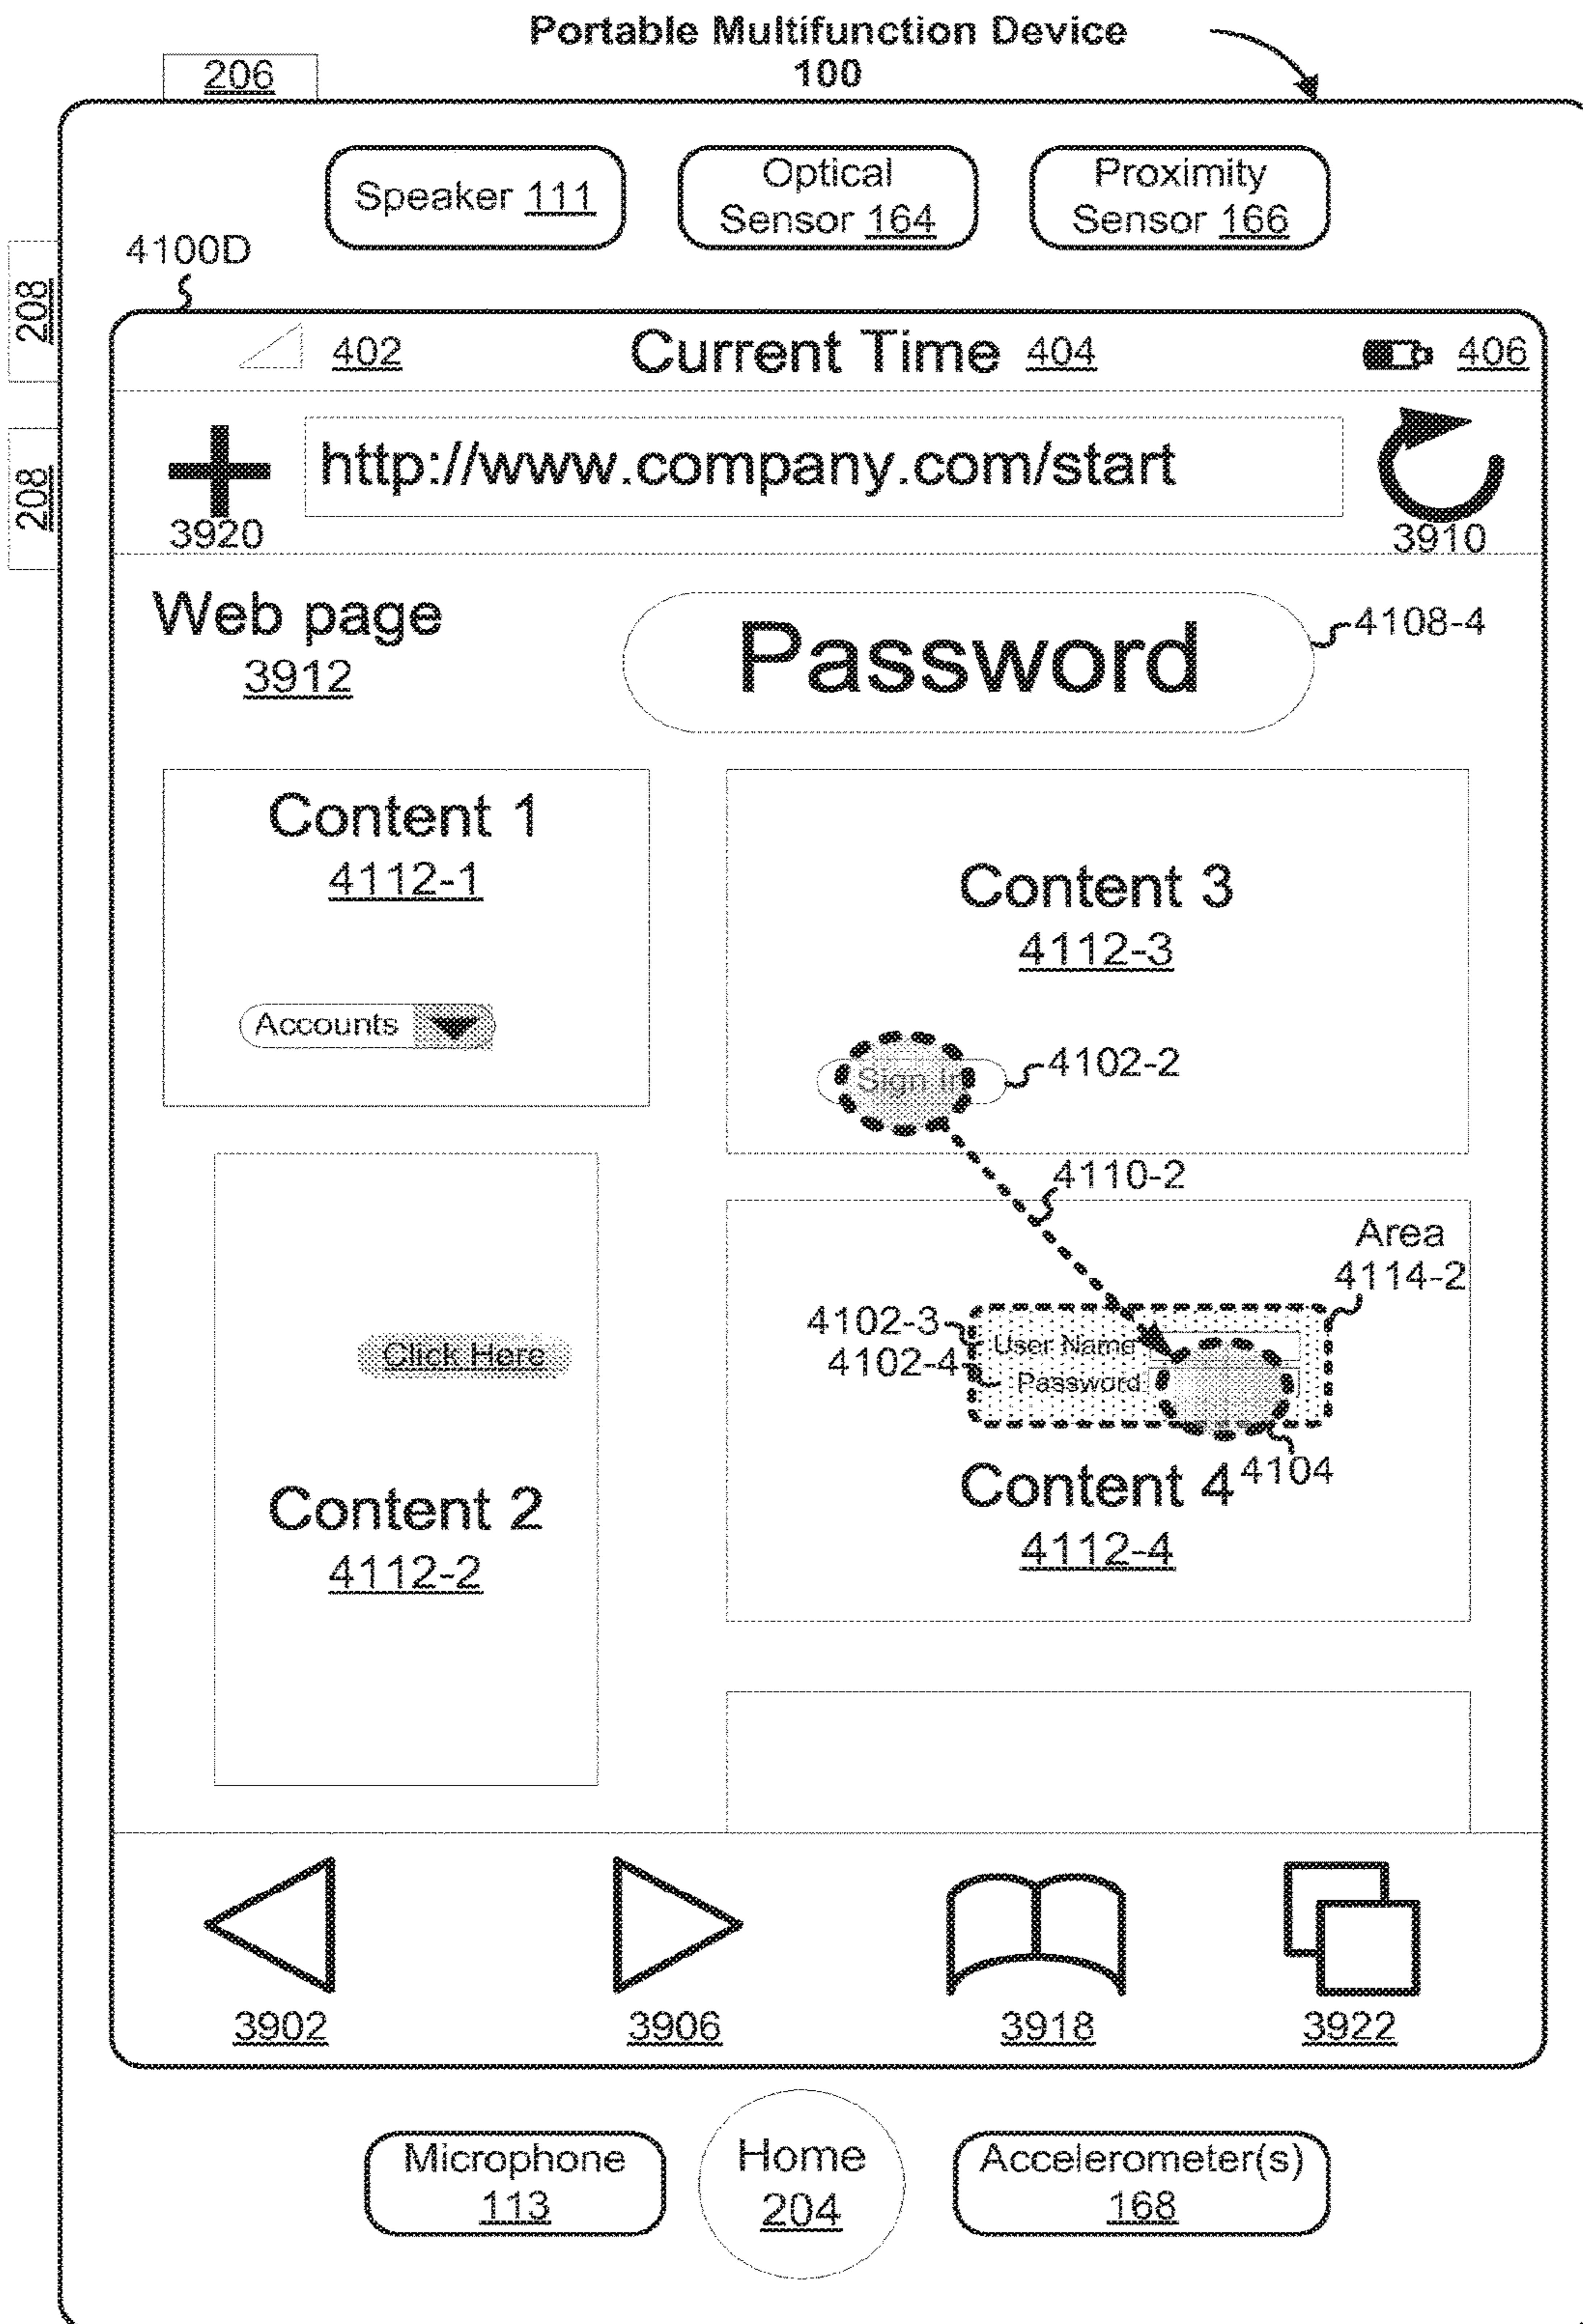 Portable Multifunction Device
100
206
Speaker 111
Optical
Sensor 164
Proximity
Sensor 166
4100D
208
208
402
Current Time 404
406
3920
http://www.company.com/start
3910
Web page
3912
Password
4108-4
Content 1
4112-1
Accounts
Content 3
4112-3
Sign In
4102-2
4110-2
Area
4114-2
4102-3
User Name
4102-4
Password
4104
Click Here
Content 4
4112-4
Content 2
4112-2
3902
3906
3918
3922
Microphone
113
Home
204
Accelerometer(s)
168